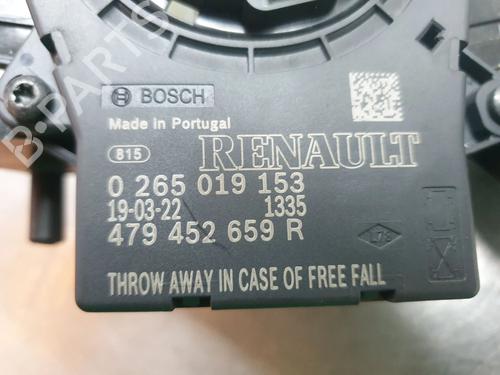 B-PARTS
BOSCH
Made in Portugal
815
RENAULT
0 265 019 153
19-03-22 1335
479 452 659 R
THROW AWAY IN CASE OF FREE FALL